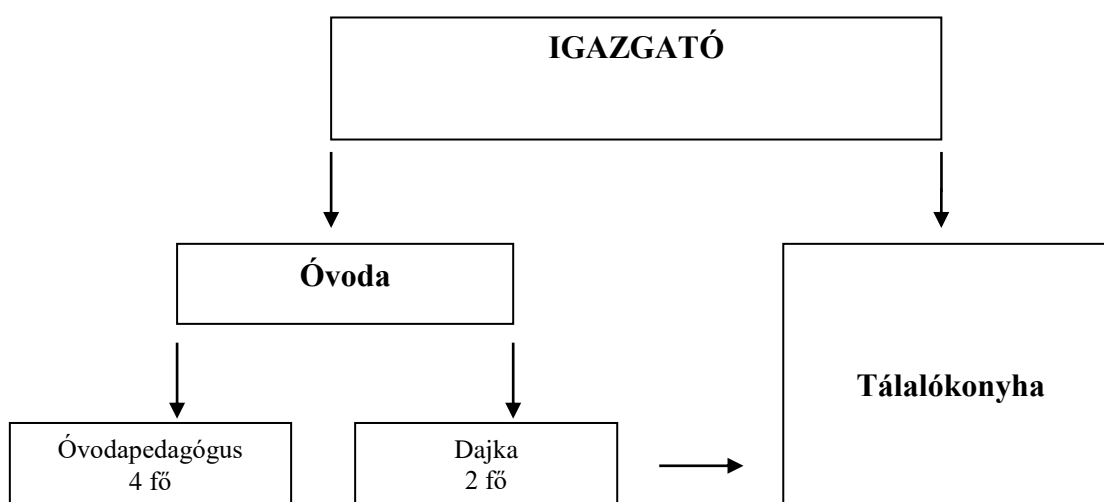 IGAZGATÓ
Óvoda
Tálalókonyha
Óvodapedagógus
4 fő
Dajka
2 fő